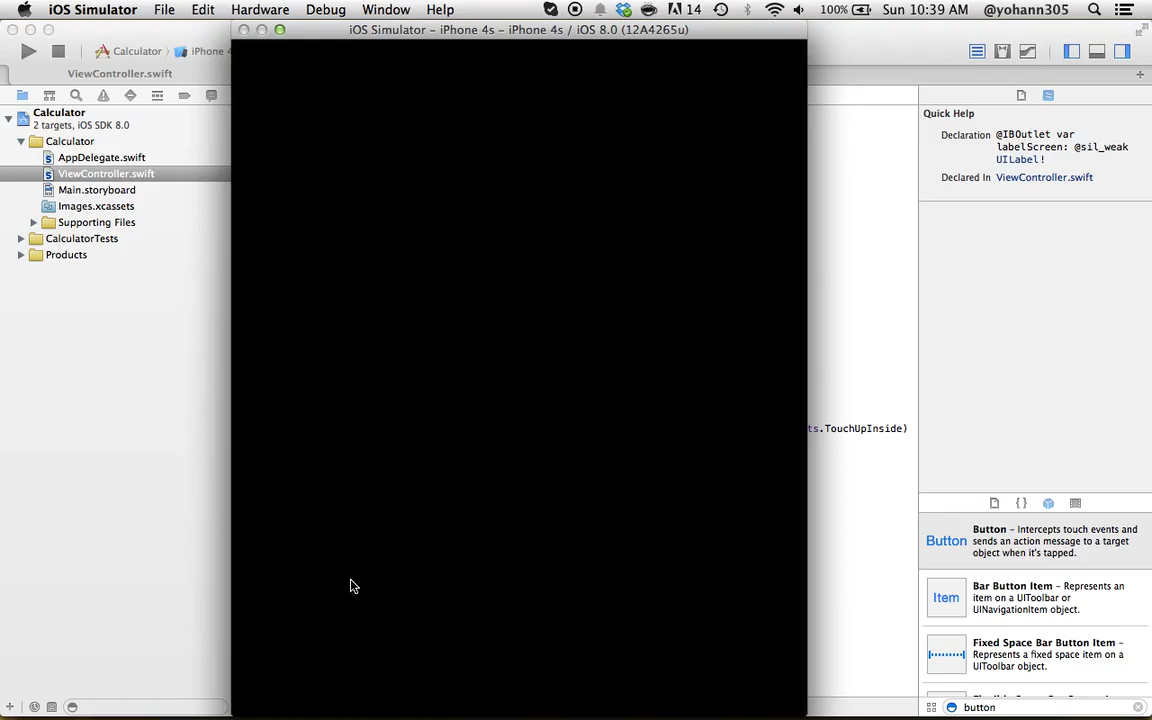 iOS Simulator File Edit Hardware Debug Window Help 14 100% Sun 10:39 AM @yohann305
iOS Simulator – iPhone 4s – iPhone 4s / iOS 8.0 (12A4265u)
Calculator iPhone 4
ViewController.swift
Calculator
2 targets, iOS SDK 8.0
Calculator
AppDelegate.swift
ViewController.swift
Main.storyboard
Images.xcassets
Supporting Files
CalculatorTests
Products
ts.TouchUpInside)
Quick Help
Declaration @IBOutlet var
labelScreen: @sil_weak
UILabel!
Declared In ViewController.swift
Button
Button – Intercepts touch events and
sends an action message to a target
object when it's tapped.
Item
Bar Button Item – Represents an
item on a UIToolbar or
UINavigationItem object.
Fixed Space Bar Button Item –
Represents a fixed space item on a
UIToolbar object.
button